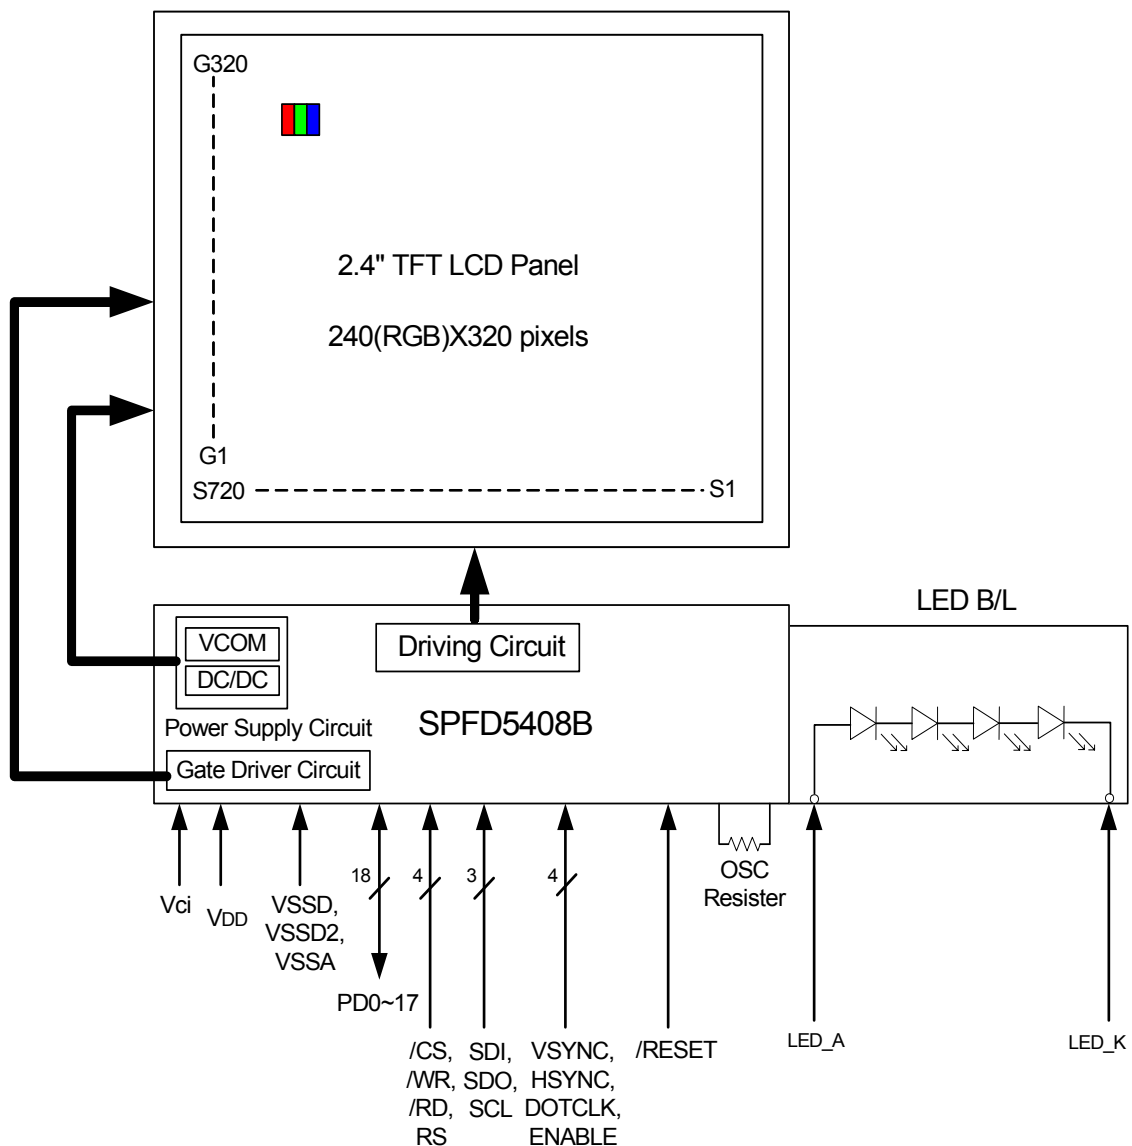 G320
2.4" TFT LCD Panel
240(RGB)X320 pixels
G1
S720
S1
LED B/L
VCOM
DC/DC
Power Supply Circuit
Driving Circuit
SPFD5408B
Gate Driver Circuit
18
4
3
4
OSC
Resister
Vci
VDD
VSSD,
VSSD2,
VSSA
PD0~17
/CS,
/WR,
/RD,
RS
SDI,
SDO,
SCL
VSYNC,
HSYNC,
DOTCLK,
ENABLE
/RESET
LED_A
LED_K